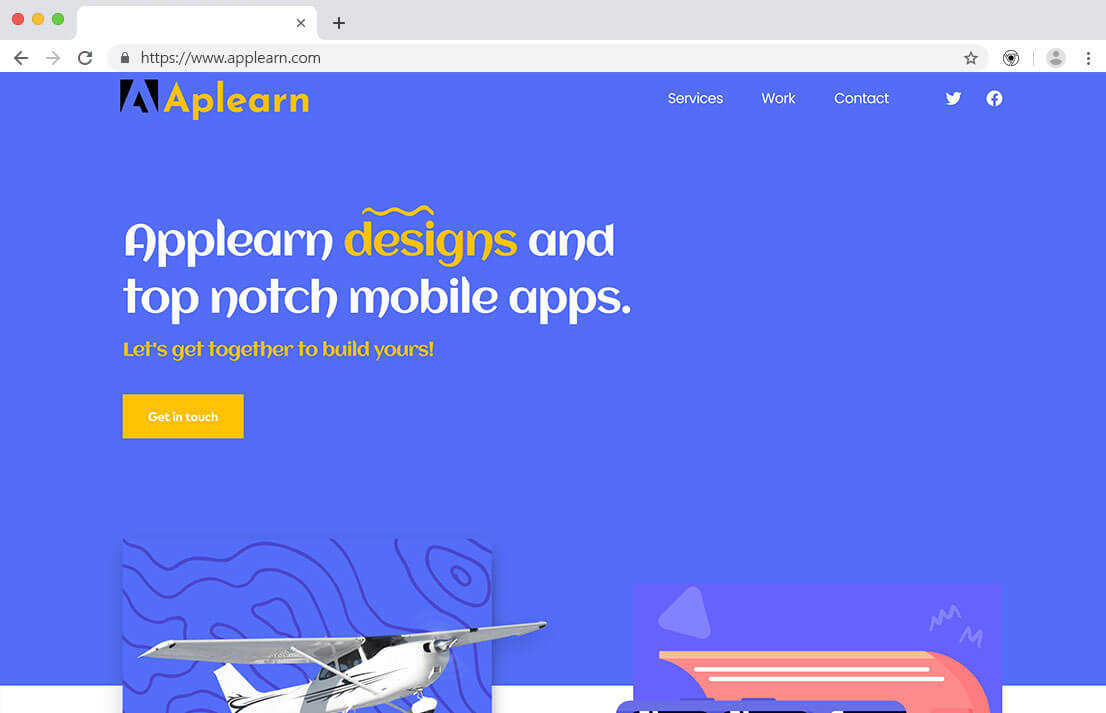 https://www.applearn.com
Aplearn
Services Work Contact
Applearn designs and
top notch mobile apps.
Let's get together to build yours!
Get in touch